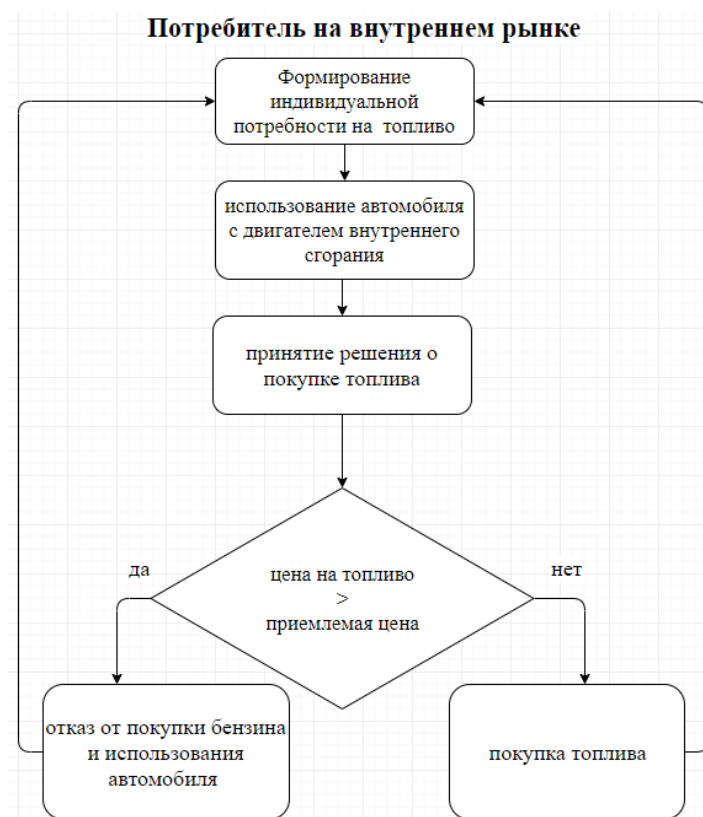 Потребитель на внутреннем рынке
Формирование
индивидуальной
потребности на топливо
использование автомобиля
с двигателем внутреннего
сгорания
принятие решения о
покупке топлива
да
нет
цена на топливо
>
приемлемая цена
отказ от покупки бензина
и использования
автомобиля
покупка топлива